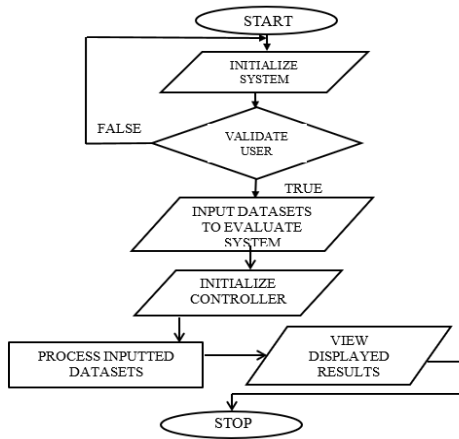 START
INITIALIZE
SYSTEM
FALSE
VALIDATE
USER
TRUE
INPUT DATASETS
TO EVALUATE
SYSTEM
INITIALIZE
CONTROLLER
PROCESS INPUTTED
DATASETS
VIEW
DISPLAYED
RESULTS
STOP